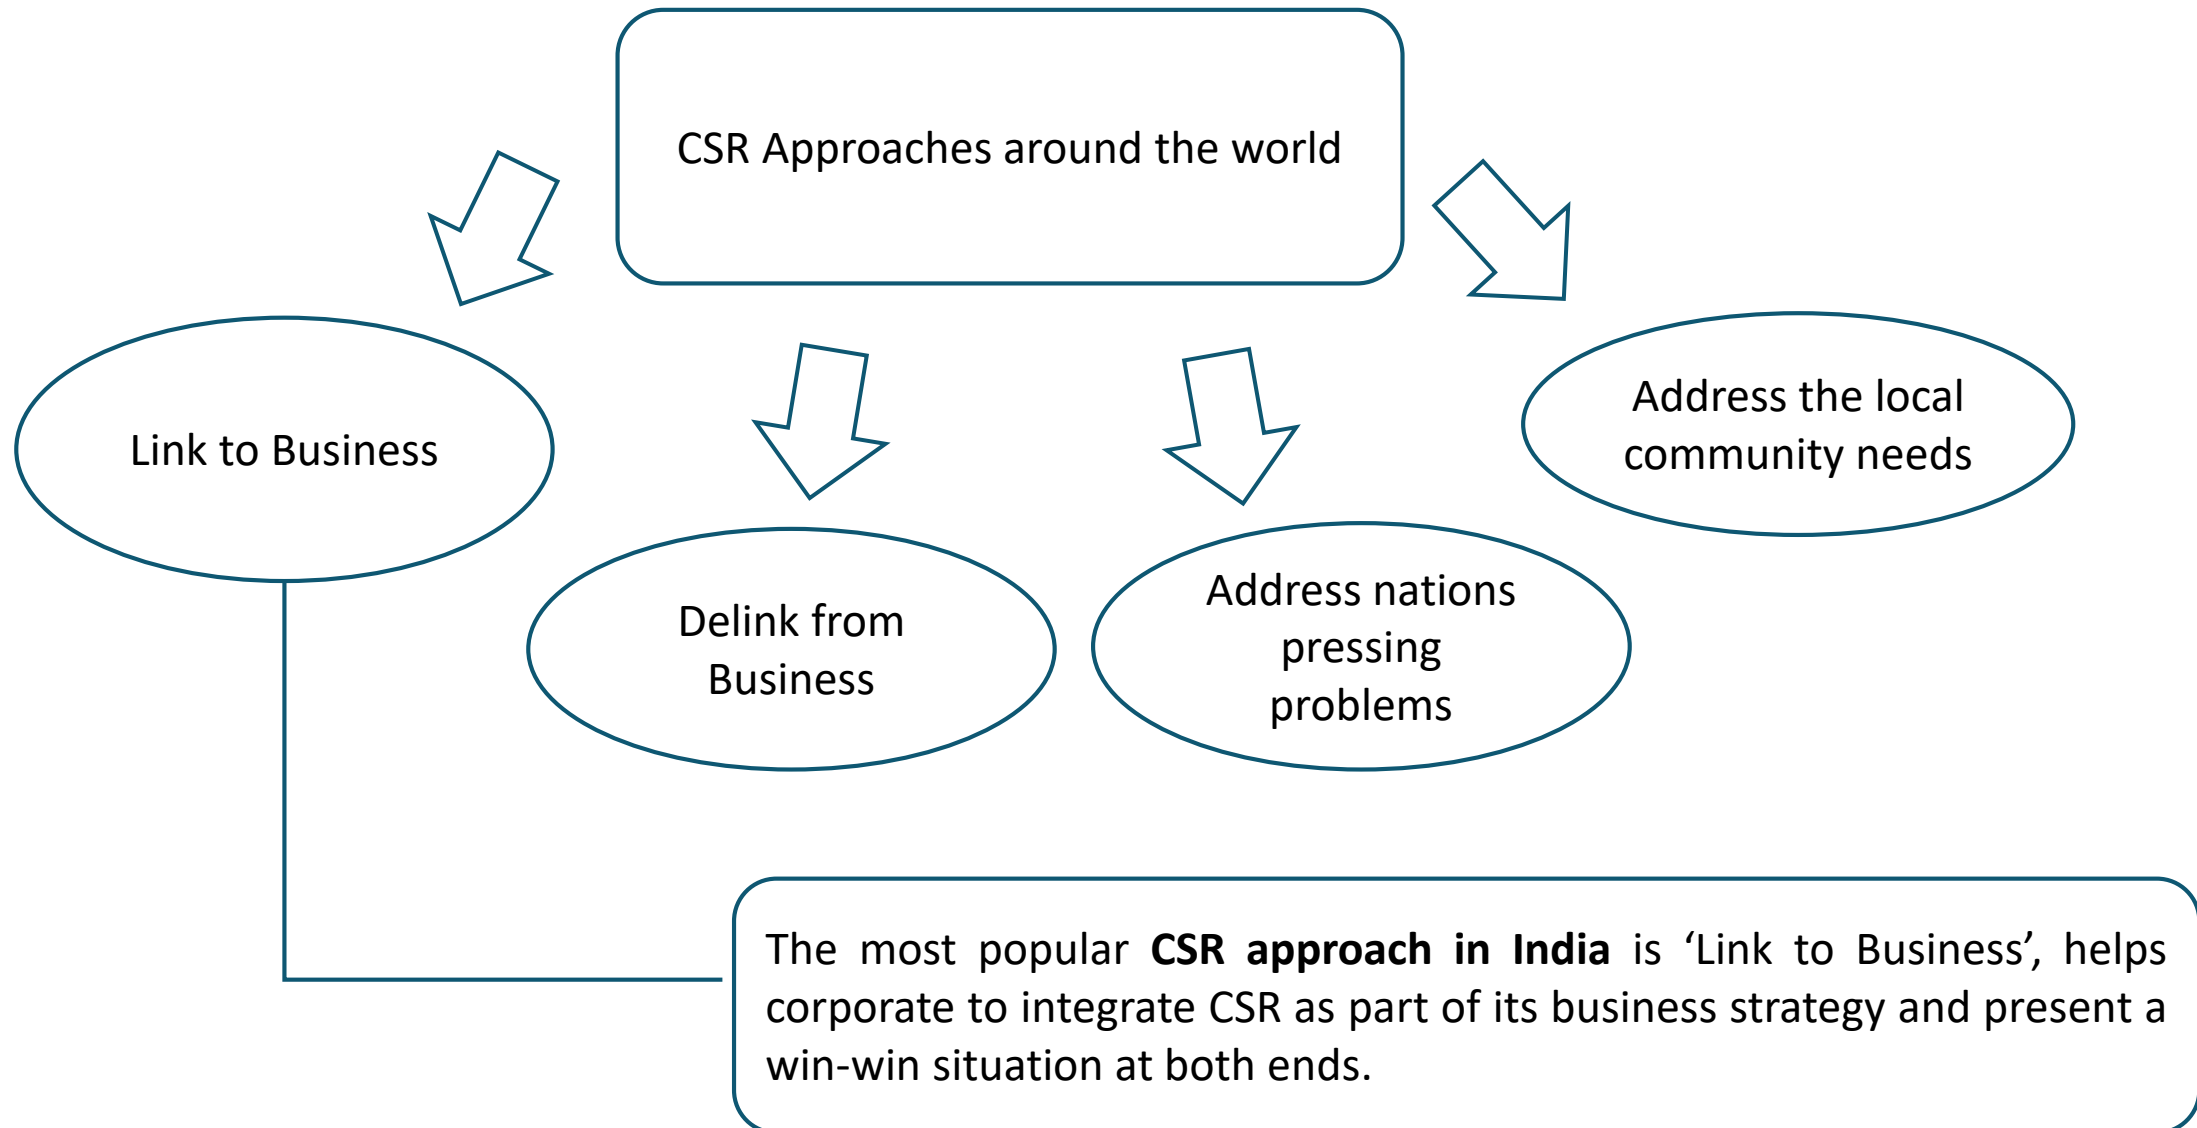 CSR Approaches around the world
Link to Business
Delink from
Business
Address nations
pressing
problems
Address the local
community needs
The most popular CSR approach in India is ‘Link to Business’, helps
corporate to integrate CSR as part of its business strategy and present a
win-win situation at both ends.